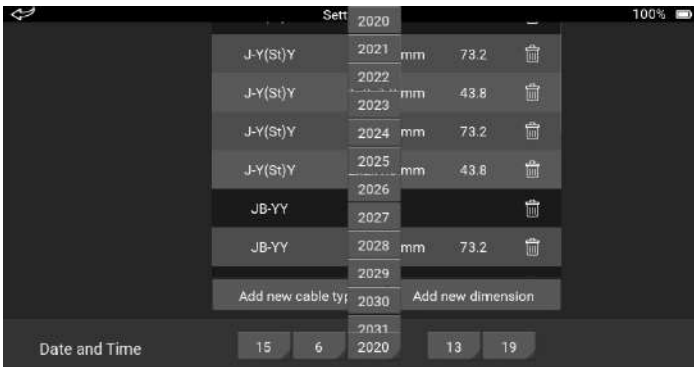 Sett 100%
2020
J-Y(St)Y 2021 mm 73.2
2022
J-Y(St)Y mm 43.8
2023
J-Y(St)Y 2024 mm 73.2
2025
J-Y(St)Y mm 43.8
2026
JB-YY
2027
JB-YY 2028 mm 73.2
2029
Add new cable typ 2030 Add new dimension
2031
Date and Time 15 6 2020 13 19